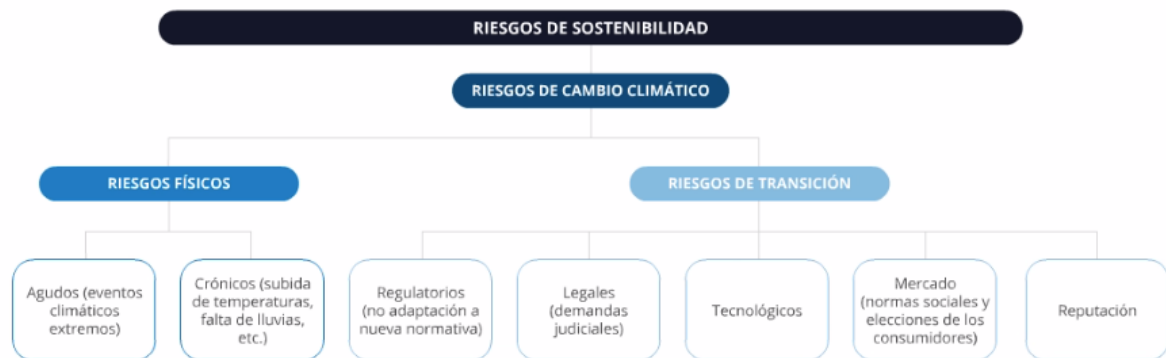 RIESGOS DE SOSTENIBILIDAD
RIESGOS DE CAMBIO CLIMÁTICO
RIESGOS FÍSICOS
RIESGOS DE TRANSICIÓN
Agudos (eventos
climáticos
extremos)
Crónicos (subida
de temperaturas,
falta de lluvias,
etc.)
Regulatorios
(no adaptación a
nueva normativa)
Legales
(demandas
judiciales)
Tecnológicos
Mercado
(normas sociales y
elecciones de los
consumidores)
Reputación